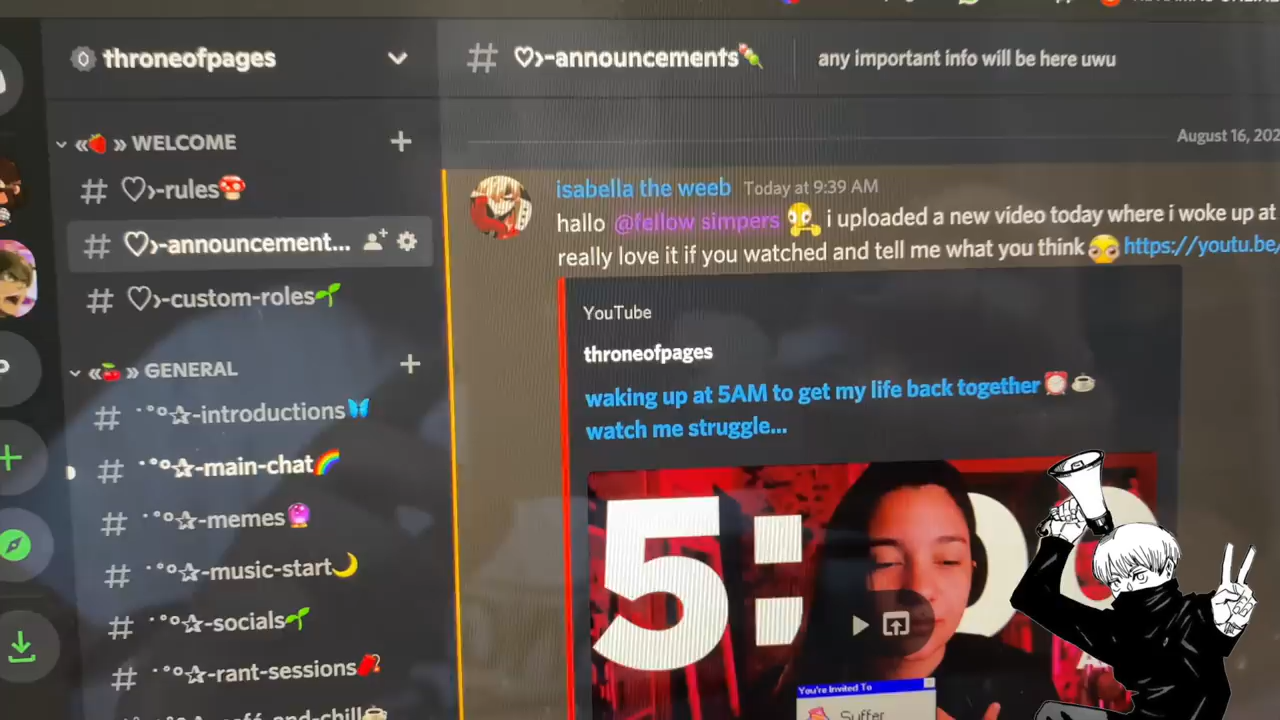 throneofpages
♡›-announcements🍡
any important info will be here uwu
August 16, 202
«🍓 » WELCOME
♡›-rules🍄
♡›-announcement...
♡›-custom-roles🌱
«🍒 » GENERAL
˙˚º☆-introductions🦋
˙˚º☆-main-chat🌈
˙˚º☆-memes🔮
˙˚º☆-music-start🌙
˙˚º☆-socials🌱
˙˚º☆-rant-sessions
isabella the weeb Today at 9:39 AM
hallo @fellow simpers i uploaded a new video today where i woke up at
really love it if you watched and tell me what you think https://youtu.be/
YouTube
throneofpages
waking up at 5AM to get my life back together ⏰☕
watch me struggle...
5:00
You're Invited To
Suffer